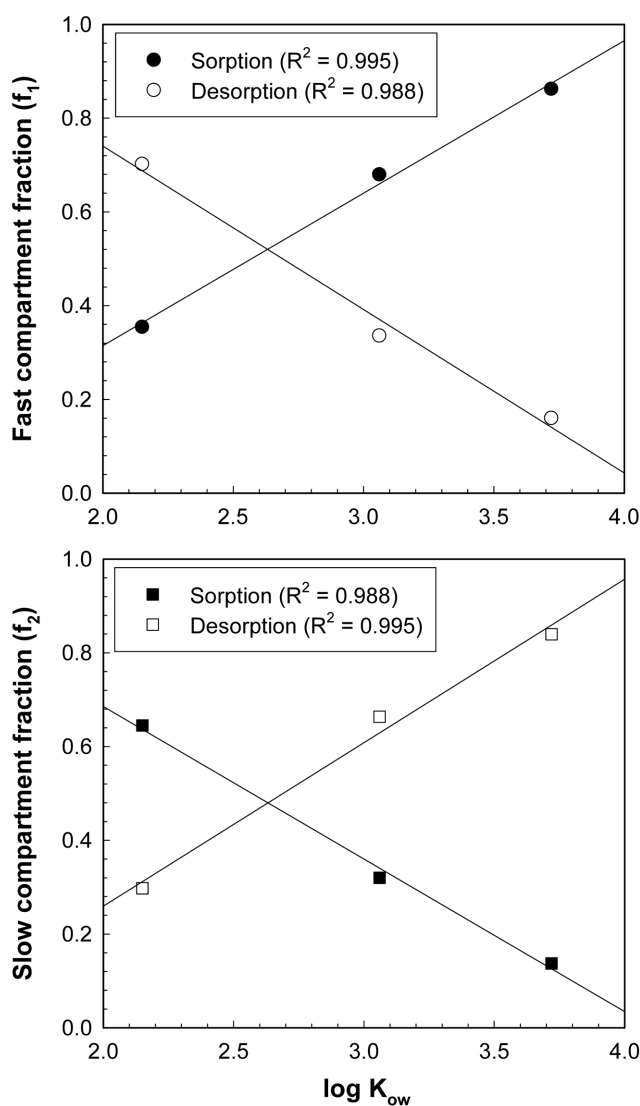 1.0
Sorption (R² = 0.995)
Desorption (R² = 0.988)
0.8
0.6
0.4
0.2
0.0
Fast compartment fraction (f₁)
2.0 2.5 3.0 3.5 4.0
1.0
Sorption (R² = 0.988)
Desorption (R² = 0.995)
0.8
0.6
0.4
0.2
0.0
Slow compartment fraction (f₂)
2.0 2.5 3.0 3.5 4.0
log Kₒw